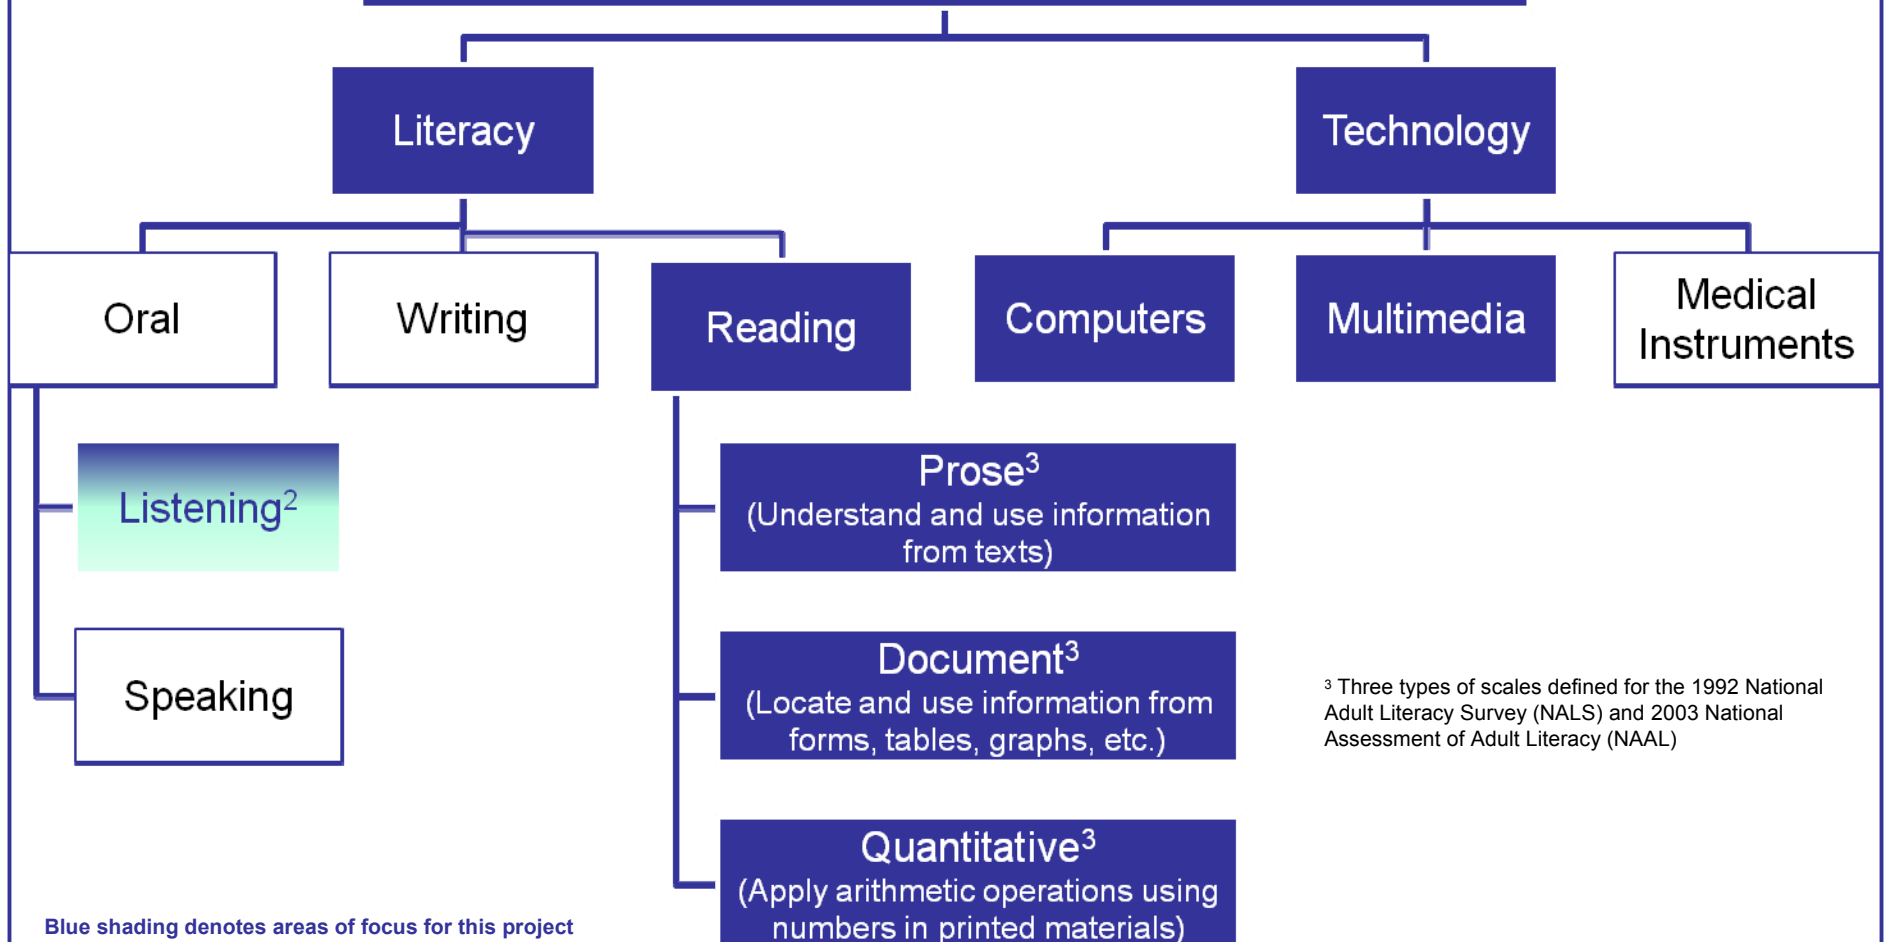 Literacy
Technology
Oral
Writing
Reading
Computers
Multimedia
Medical
Instruments
Listening²
Speaking
Prose³
(Understand and use information
from texts)
Document³
(Locate and use information from
forms, tables, graphs, etc.)
Quantitative³
(Apply arithmetic operations using
numbers in printed materials)
³ Three types of scales defined for the 1992 National
Adult Literacy Survey (NALS) and 2003 National
Assessment of Adult Literacy (NAAL)
Blue shading denotes areas of focus for this project